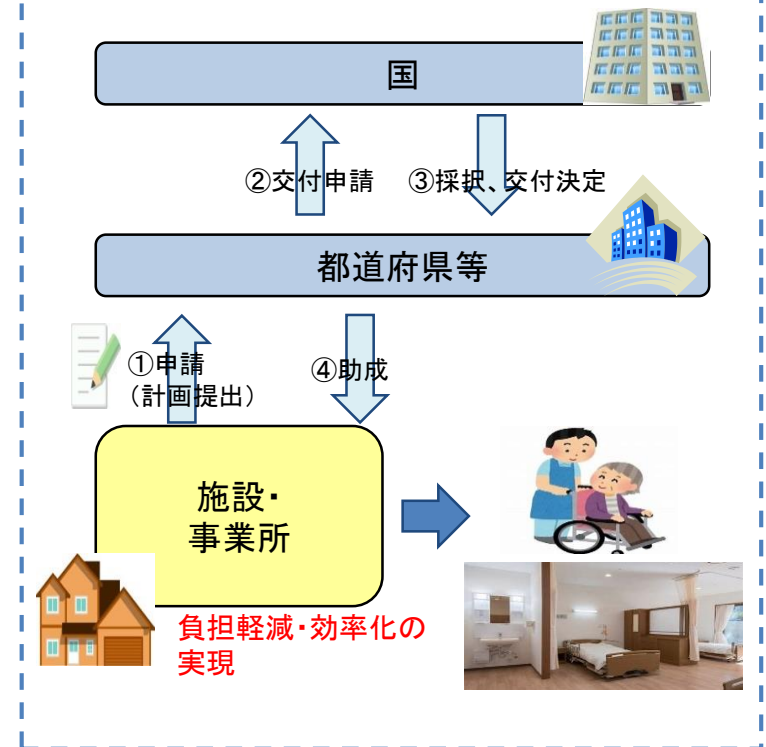 国
②交付申請
③採択、交付決定
都道府県等
①申請
（計画提出）
④助成
施設・
事業所
負担軽減・効率化の
実現